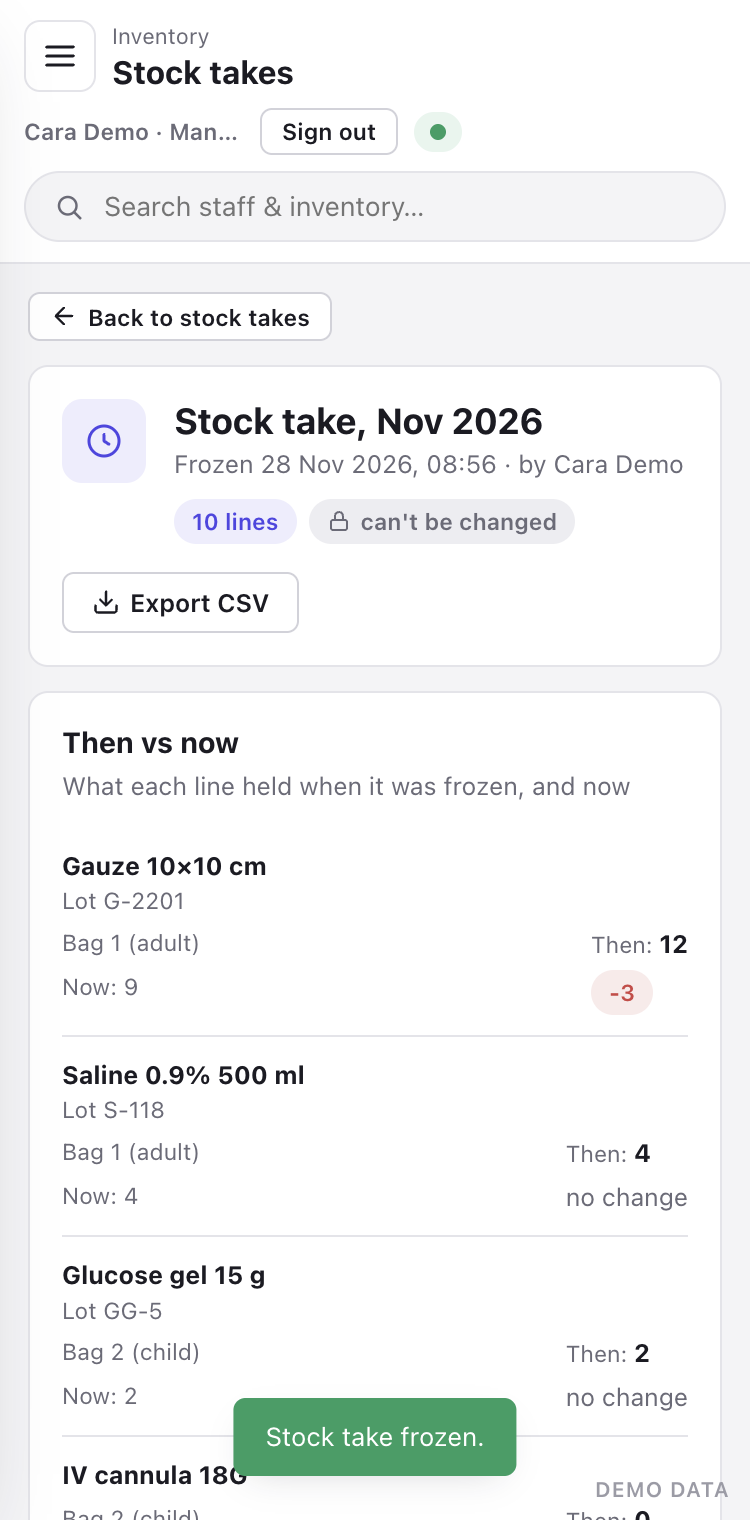 Inventory
Stock takes
Cara Demo · Man...
Sign out
Search staff & inventory...
Back to stock takes
Stock take, Nov 2026
Frozen 28 Nov 2026, 08:56 · by Cara Demo
10 lines
can't be changed
Export CSV
Then vs now
What each line held when it was frozen, and now
Gauze 10×10 cm
Lot G-2201
Bag 1 (adult)
Then: 12
Now: 9
-3
Saline 0.9% 500 ml
Lot S-118
Bag 1 (adult)
Then: 4
Now: 4
no change
Glucose gel 15 g
Lot GG-5
Bag 2 (child)
Then: 2
Now: 2
no change
Stock take frozen.
IV cannula 18G
DEMO DATA
Bag 2 (child)
Then: 0